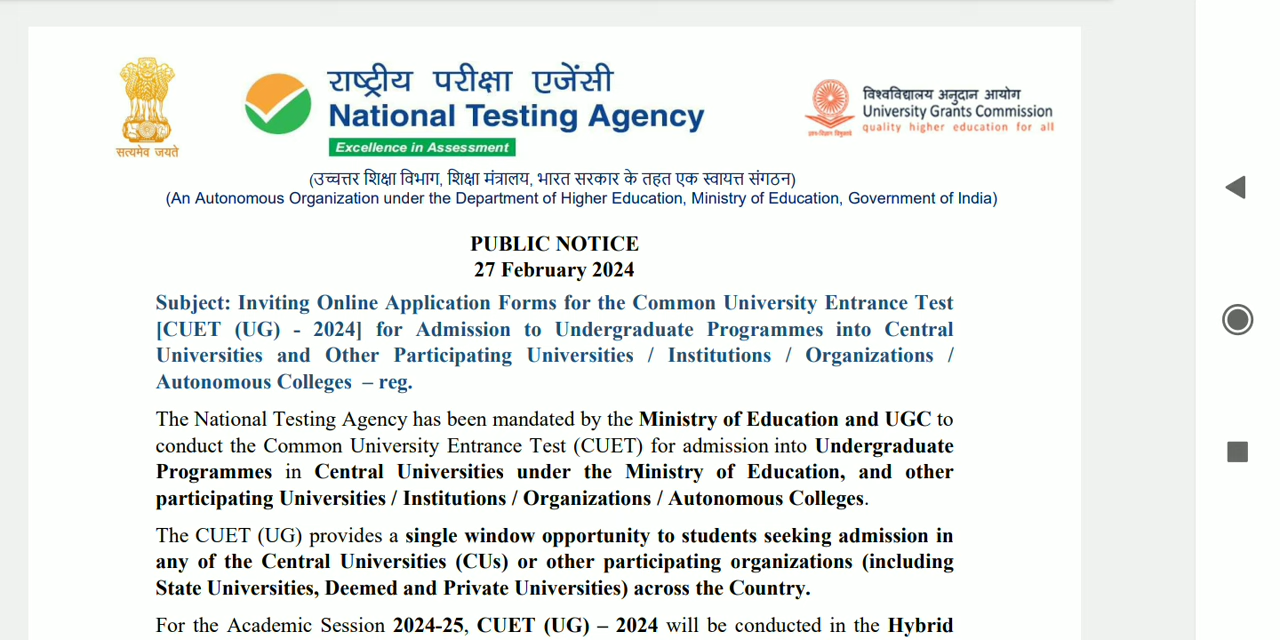 सत्यमेव जयते
राष्ट्रीय परीक्षा एजेंसी
National Testing Agency
Excellence in Assessment
विश्वविद्यालय अनुदान आयोग
University Grants Commission
quality higher education for all
(उच्चतर शिक्षा विभाग, शिक्षा मंत्रालय, भारत सरकार के तहत एक स्वायत्त संगठन)
(An Autonomous Organization under the Department of Higher Education, Ministry of Education, Government of India)
PUBLIC NOTICE
27 February 2024
Subject: Inviting Online Application Forms for the Common University Entrance Test
[CUET (UG) - 2024] for Admission to Undergraduate Programmes into Central
Universities and Other Participating Universities / Institutions / Organizations /
Autonomous Colleges – reg.
The National Testing Agency has been mandated by the Ministry of Education and UGC to
conduct the Common University Entrance Test (CUET) for admission into Undergraduate
Programmes in Central Universities under the Ministry of Education, and other
participating Universities / Institutions / Organizations / Autonomous Colleges.
The CUET (UG) provides a single window opportunity to students seeking admission in
any of the Central Universities (CUs) or other participating organizations (including
State Universities, Deemed and Private Universities) across the Country.
For the Academic Session 2024-25, CUET (UG) – 2024 will be conducted in the Hybrid